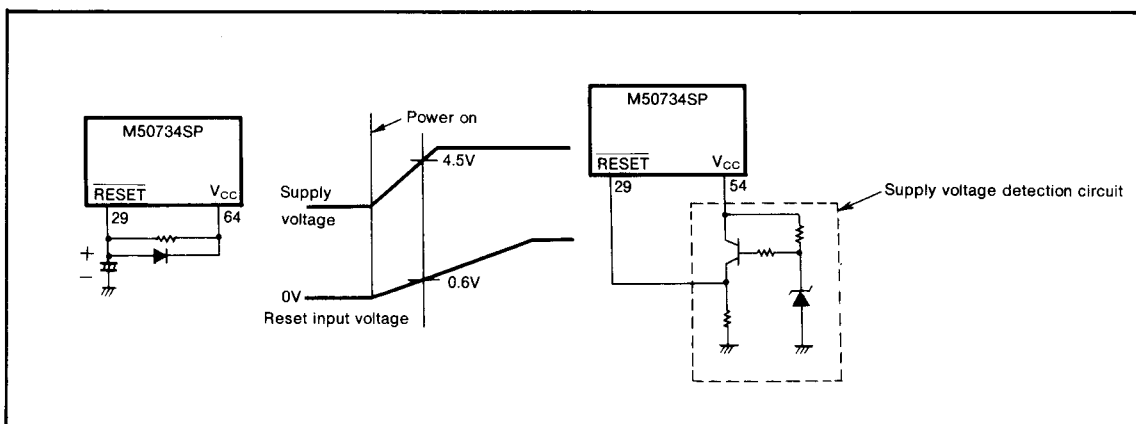 M50734SP
RESET
VCC
29
64
+
−
Power on
4.5V
Supply
voltage
0.6V
0V
Reset input voltage
M50734SP
RESET
VCC
29
54
Supply voltage detection circuit